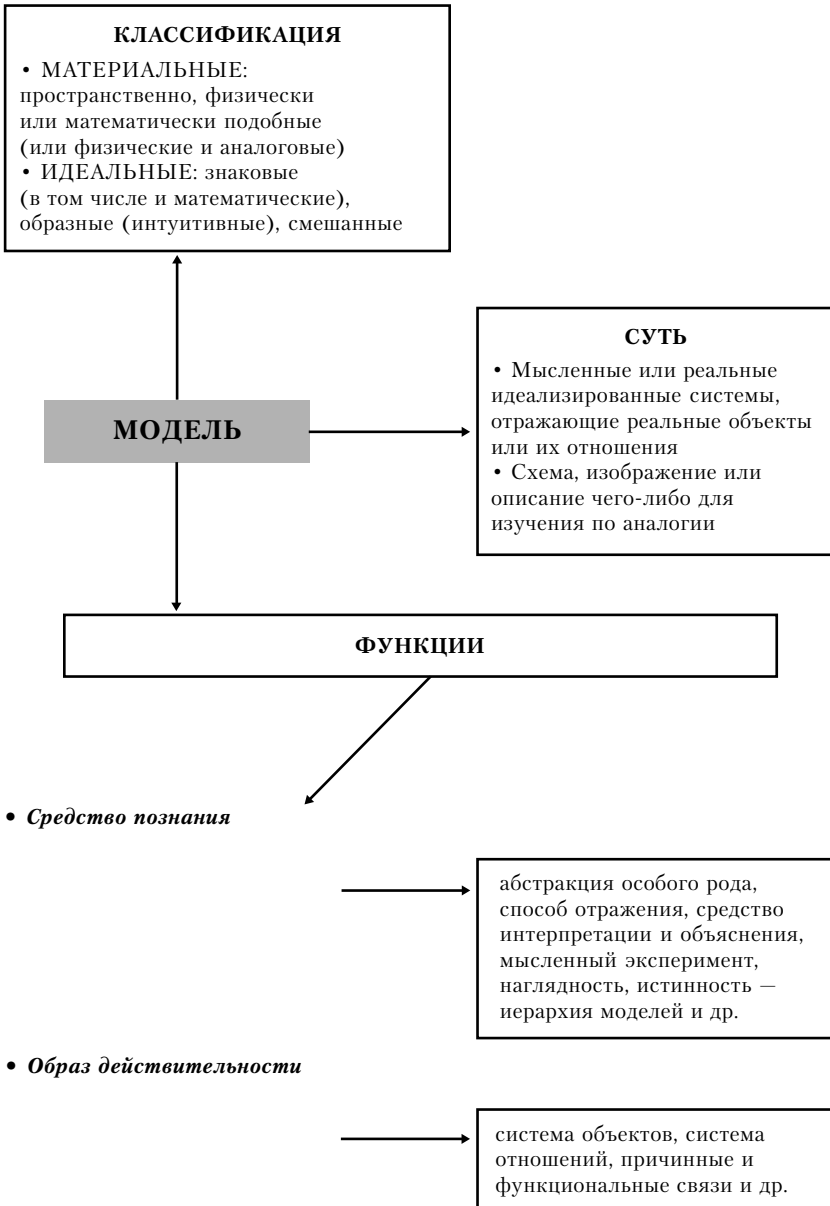 КЛАССИФИКАЦИЯ
• МАТЕРИАЛЬНЫЕ:
пространственно, физически
или математически подобные
(или физические и аналоговые)
• ИДЕАЛЬНЫЕ: знаковые
(в том числе и математические),
образные (интуитивные), смешанные
СУТЬ
• Мысленные или реальные
идеализированные системы,
отражающие реальные объекты
или их отношения
• Схема, изображение или
описание чего-либо для
изучения по аналогии
МОДЕЛЬ
ФУНКЦИИ
• Средство познания
абстракция особого рода,
способ отражения, средство
интерпретации и объяснения,
мысленный эксперимент,
наглядность, истинность —
иерархия моделей и др.
• Образ действительности
система объектов, система
отношений, причинные и
функциональные связи и др.